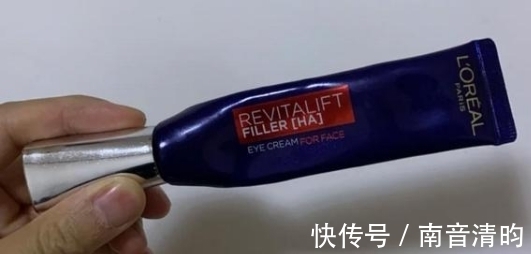 REVITALIFT
FILLER [HA]
EYE CREAM FOR FACE
L'ORÉAL
PARIS
快传号 / 南音清昀